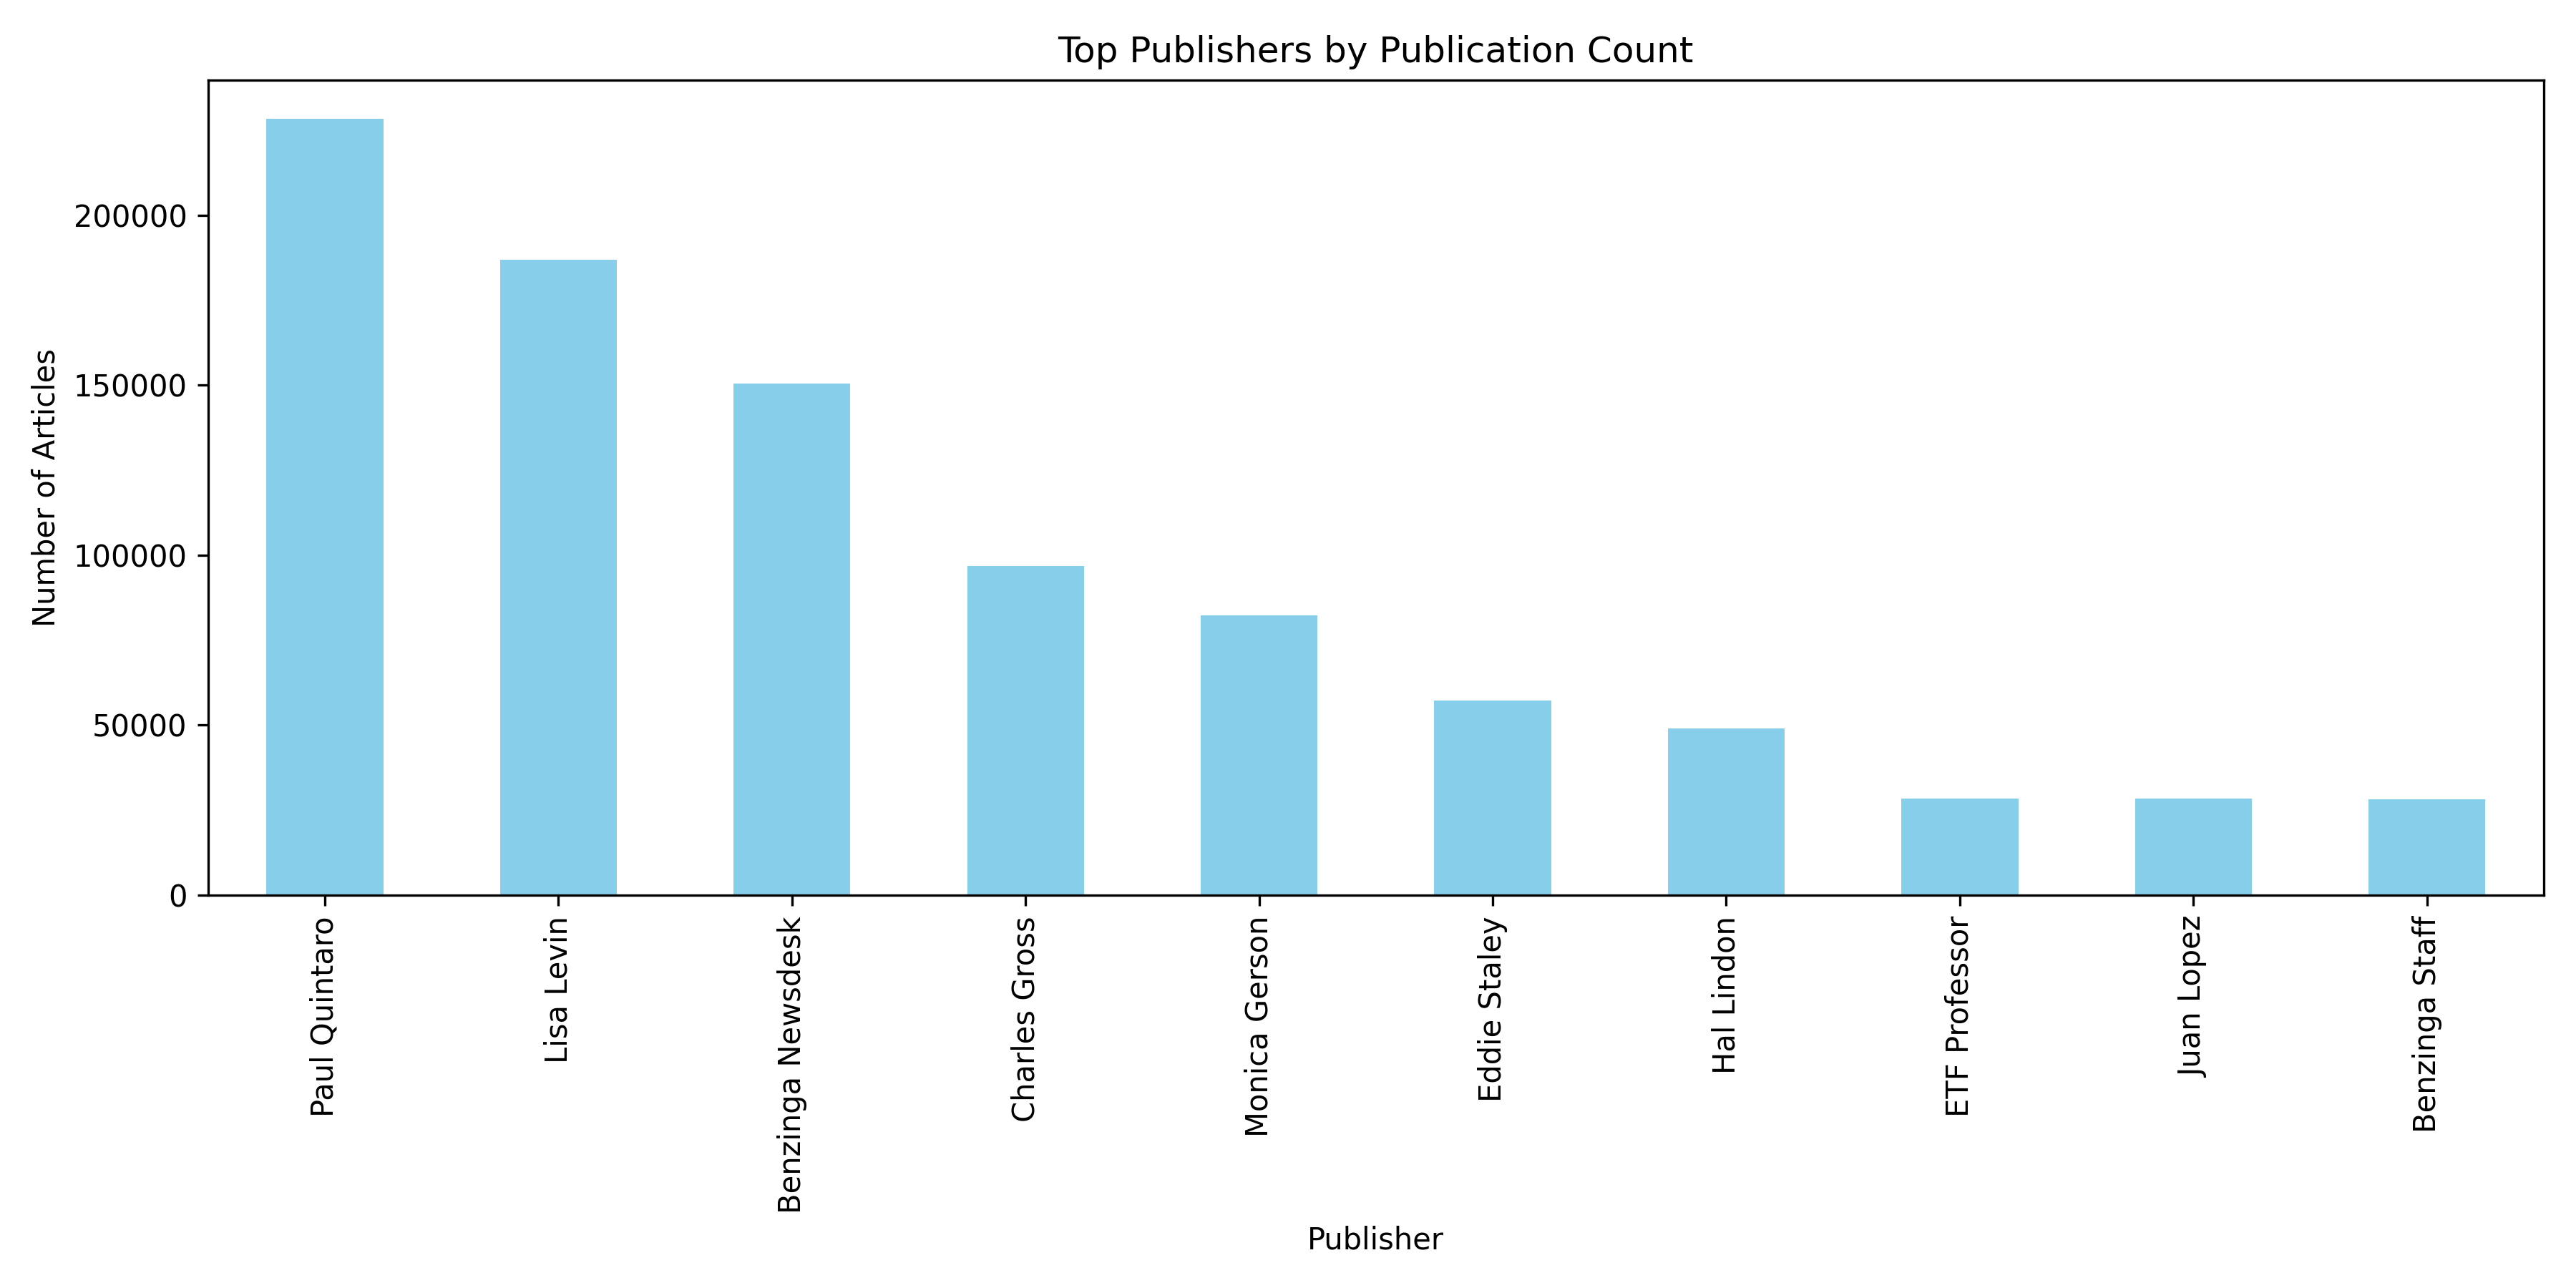 Top Publishers by Publication Count
Number of Articles
200000
150000
100000
50000
0
Paul Quintaro
Lisa Levin
Benzinga Newsdesk
Charles Gross
Monica Gerson
Eddie Staley
Hal Lindon
ETF Professor
Juan Lopez
Benzinga Staff
Publisher